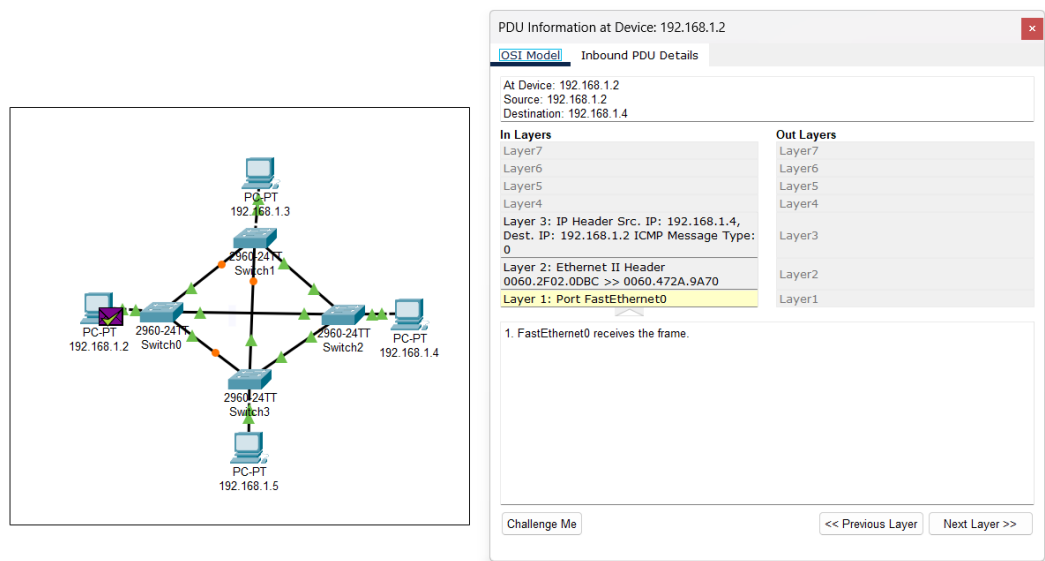 PC-PT
192.168.1.3
2960-24TT
Switch1
PC-PT
192.168.1.2
2960-24TT
Switch0
2960-24TT
Switch2
PC-PT
192.168.1.4
2960-24TT
Switch3
PC-PT
192.168.1.5
PDU Information at Device: 192.168.1.2
OSI Model Inbound PDU Details
At Device: 192.168.1.2
Source: 192.168.1.2
Destination: 192.168.1.4
In Layers
Layer7
Layer6
Layer5
Layer4
Layer 3: IP Header Src. IP: 192.168.1.4,
Dest. IP: 192.168.1.2 ICMP Message Type:
0
Layer 2: Ethernet II Header
0060.2F02.0DBC >> 0060.472A.9A70
Layer 1: Port FastEthernet0
Out Layers
Layer7
Layer6
Layer5
Layer4
Layer3
Layer2
Layer1
1. FastEthernet0 receives the frame.
Challenge Me
<< Previous Layer
Next Layer >>